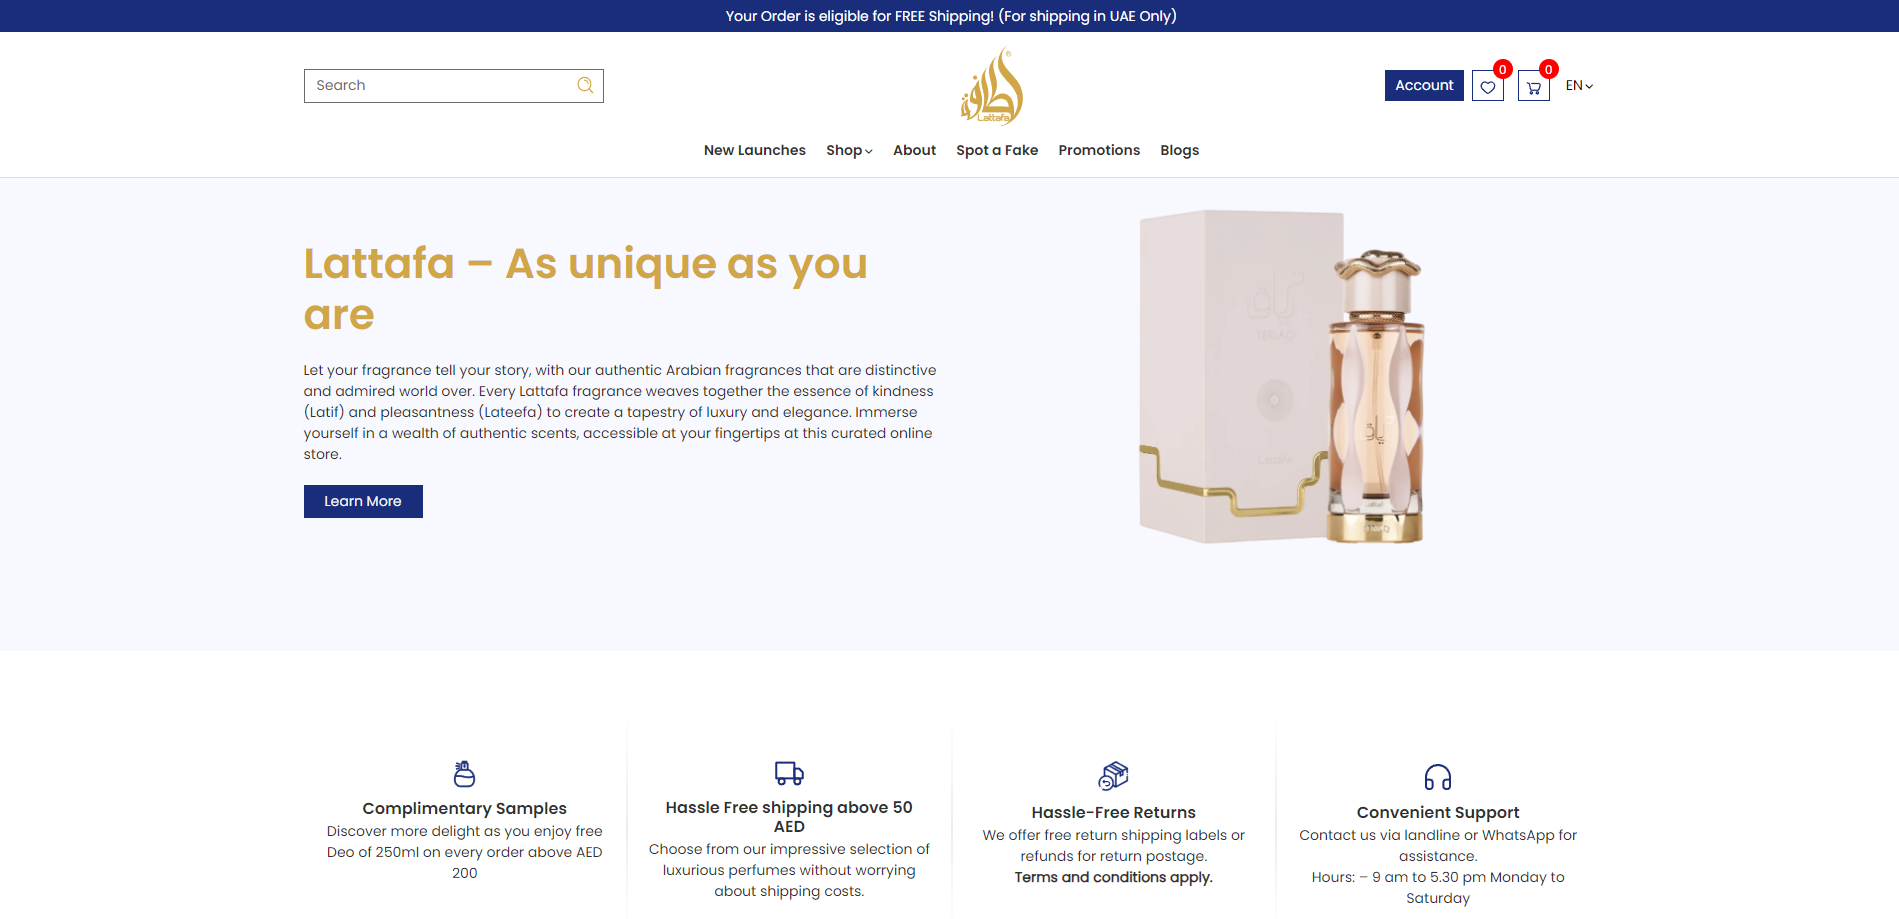 Your Order is eligible for FREE Shipping! (For shipping in UAE Only)
Search
Lattafa
Account
0
0
EN
New Launches
Shop
About
Spot a Fake
Promotions
Blogs
Lattafa – As unique as you
are
Let your fragrance tell your story, with our authentic Arabian fragrances that are distinctive
and admired world over. Every Lattafa fragrance weaves together the essence of kindness
(Latif) and pleasantness (Lateefa) to create a tapestry of luxury and elegance. Immerse
yourself in a wealth of authentic scents, accessible at your fingertips at this curated online
store.
Learn More
TERIAQ
Lattafa
Complimentary Samples
Discover more delight as you enjoy free
Deo of 250ml on every order above AED
200
Hassle Free shipping above 50
AED
Choose from our impressive selection of
luxurious perfumes without worrying
about shipping costs.
Hassle-Free Returns
We offer free return shipping labels or
refunds for return postage.
Terms and conditions apply.
Convenient Support
Contact us via landline or WhatsApp for
assistance.
Hours: – 9 am to 5.30 pm Monday to
Saturday